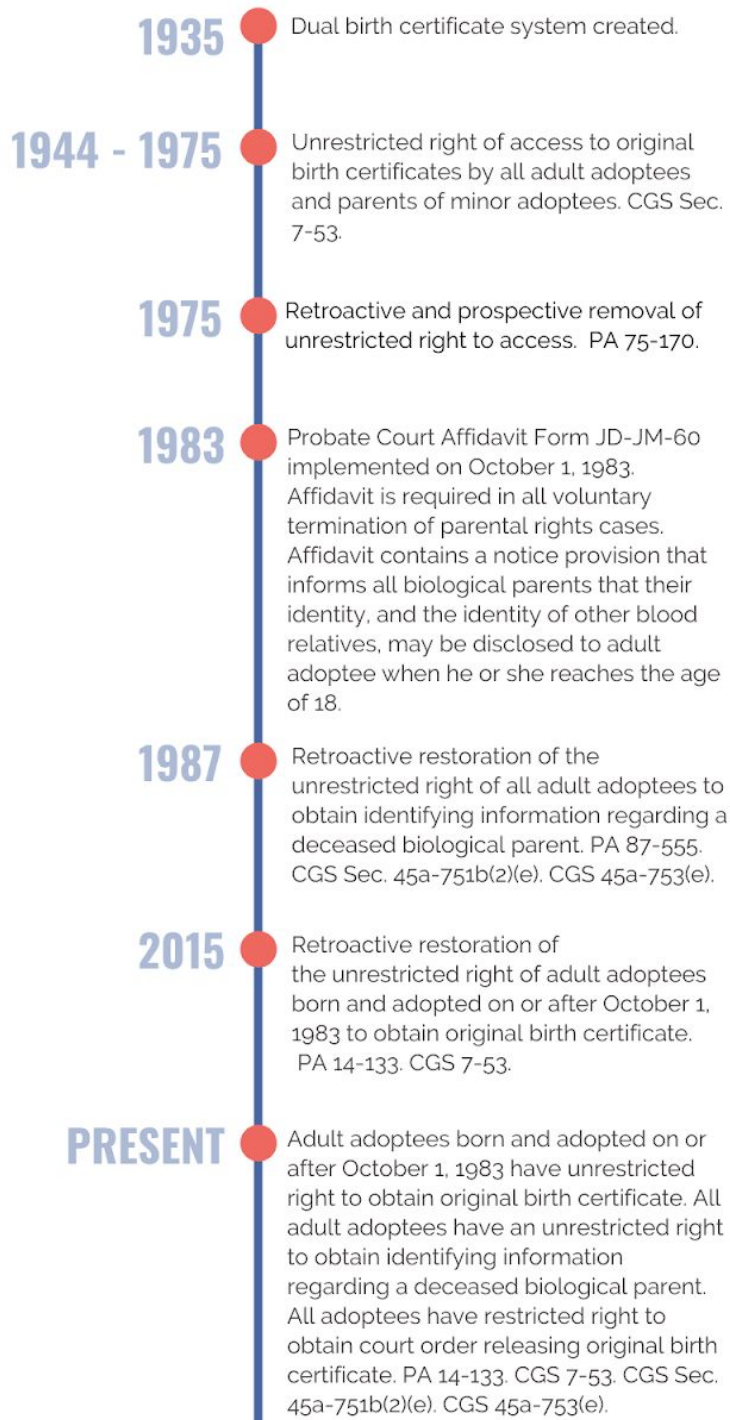 1935
Dual birth certificate system created.
1944 - 1975
Unrestricted right of access to original
birth certificates by all adult adoptees
and parents of minor adoptees. CGS Sec.
7-53.
1975
Retroactive and prospective removal of
unrestricted right to access. PA 75-170.
1983
Probate Court Affidavit Form JD-JM-60
implemented on October 1, 1983.
Affidavit is required in all voluntary
termination of parental rights cases.
Affidavit contains a notice provision that
informs all biological parents that their
identity, and the identity of other blood
relatives, may be disclosed to adult
adoptee when he or she reaches the age
of 18.
1987
Retroactive restoration of the
unrestricted right of all adult adoptees to
obtain identifying information regarding a
deceased biological parent. PA 87-555.
CGS Sec. 45a-751b(2)(e). CGS 45a-753(e).
2015
Retroactive restoration of
the unrestricted right of adult adoptees
born and adopted on or after October 1,
1983 to obtain original birth certificate.
PA 14-133. CGS 7-53.
PRESENT
Adult adoptees born and adopted on or
after October 1, 1983 have unrestricted
right to obtain original birth certificate. All
adult adoptees have an unrestricted right
to obtain identifying information
regarding a deceased biological parent.
All adoptees have restricted right to
obtain court order releasing original birth
certificate. PA 14-133. CGS 7-53. CGS Sec.
45a-751b(2)(e). CGS 45a-753(e).